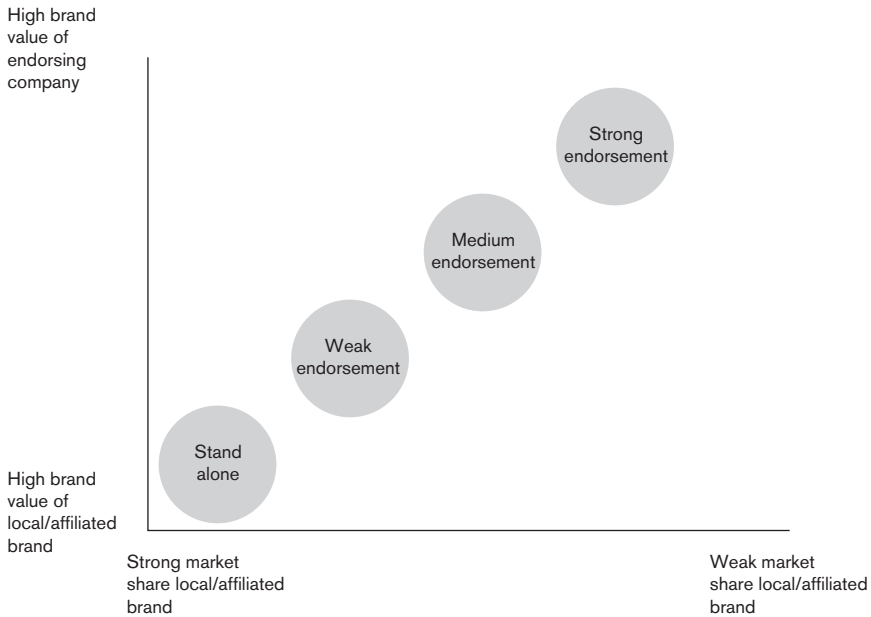 High brand
value of
endorsing
company
Strong
endorsement
Medium
endorsement
Weak
endorsement
Stand
alone
High brand
value of
local/affiliated
brand
Strong market
share local/affiliated
brand
Weak market
share local/affiliated
brand